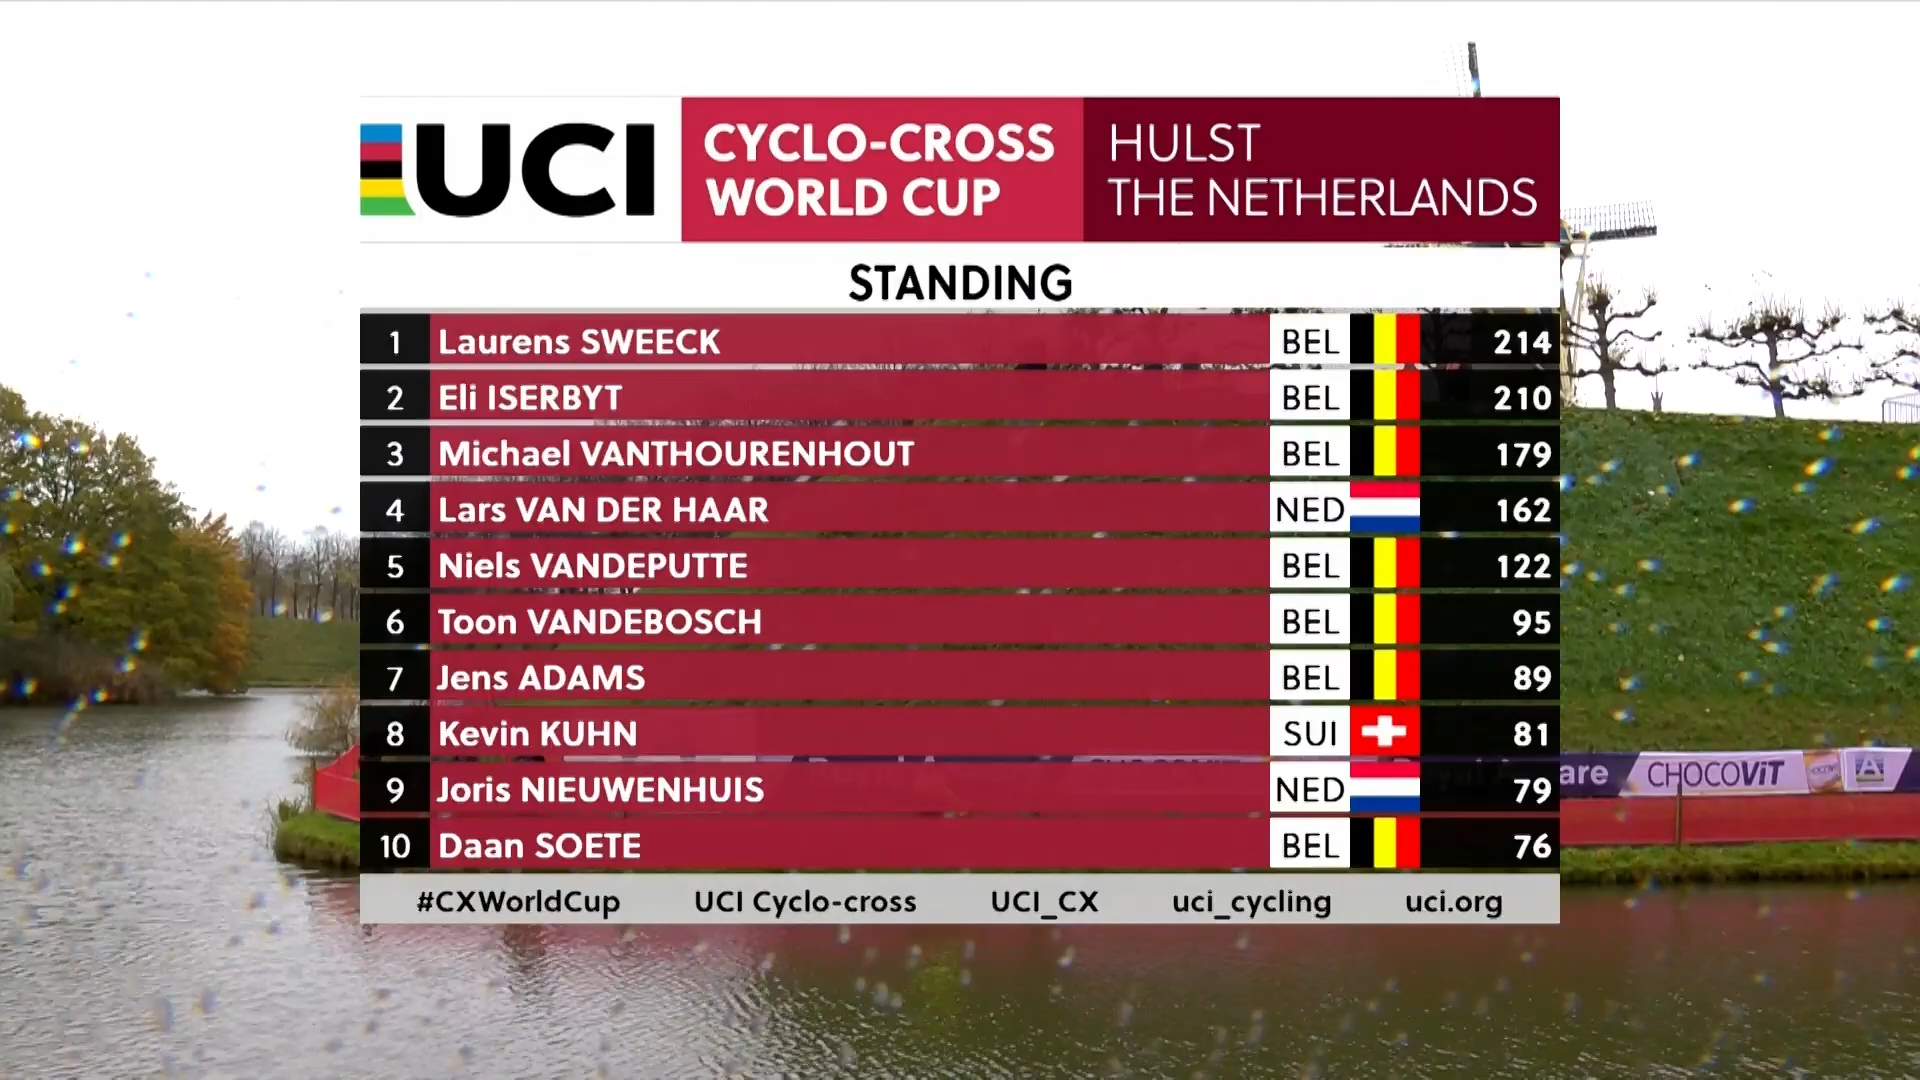 UCI
CYCLO-CROSS
WORLD CUP
HULST
THE NETHERLANDS
STANDING
1 Laurens SWEECK BEL 214
2 Eli ISERBYT BEL 210
3 Michael VANTHOURENHOUT BEL 179
4 Lars VAN DER HAAR NED 162
5 Niels VANDEPUTTE BEL 122
6 Toon VANDEBOSCH BEL 95
7 Jens ADAMS BEL 89
8 Kevin KUHN SUI 81
9 Joris NIEUWENHUIS NED 79
10 Daan SOETE BEL 76
CHOCOVIT
#CXWorldCup UCI Cyclo-cross UCI_CX uci_cycling uci.org